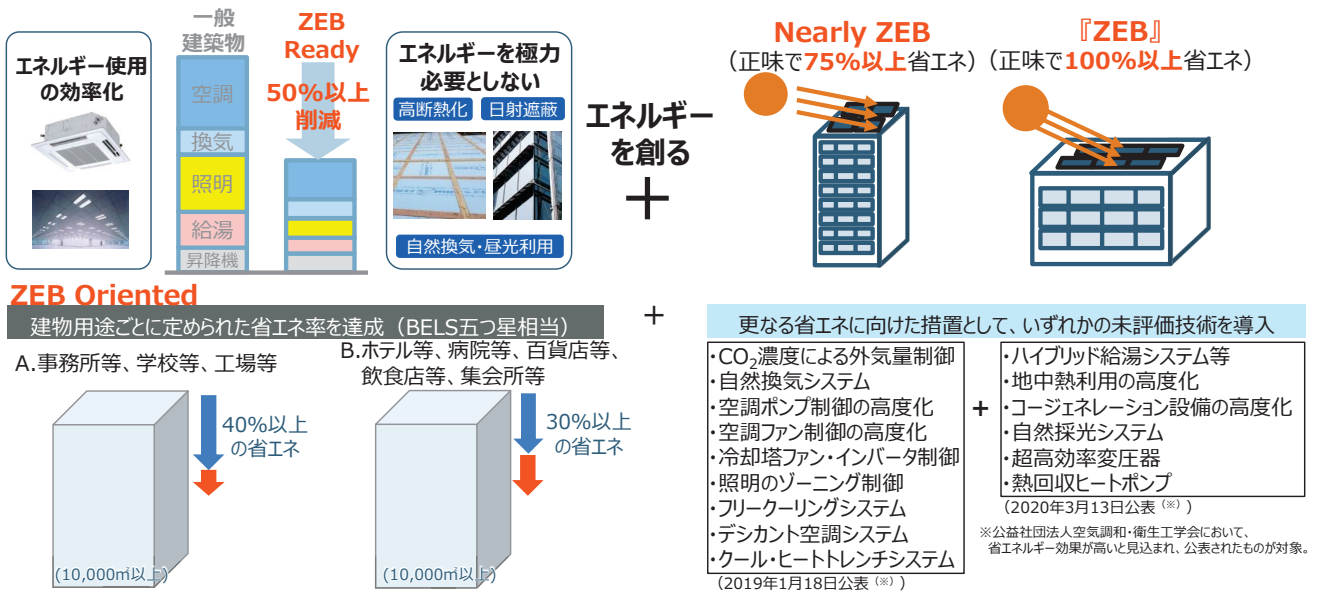 エネルギー使用
の効率化
一般
建築物
空調
換気
照明
給湯
昇降機
ZEB
Ready
50%以上
削減
エネルギーを極力
必要としない
高断熱化
日射遮蔽
自然換気・昼光利用
エネルギー
を創る
＋
Nearly ZEB
（正味で75%以上省エネ）
『ZEB』
（正味で100%以上省エネ）
ZEB Oriented
建物用途ごとに定められた省エネ率を達成（BELS五つ星相当）
A.事務所等、学校等、工場等
40%以上
の省エネ
(10,000㎡以上)
B.ホテル等、病院等、百貨店等、
飲食店等、集会所等
30%以上
の省エネ
(10,000㎡以上)
＋
更なる省エネに向けた措置として、いずれかの未評価技術を導入
・CO₂濃度による外気量制御
・自然換気システム
・空調ポンプ制御の高度化
・空調ファン制御の高度化
・冷却塔ファン・インバータ制御
・照明のゾーニング制御
・フリークーリングシステム
・デシカント空調システム
・クール・ヒートトレンチシステム
（2019年1月18日公表（※））
＋
・ハイブリッド給湯システム等
・地中熱利用の高度化
・コージェネレーション設備の高度化
・自然採光システム
・超高効率変圧器
・熱回収ヒートポンプ
（2020年3月13日公表（※））
※公益社団法人空気調和・衛生工学会において、
省エネルギー効果が高いと見込まれ、公表されたものが対象。